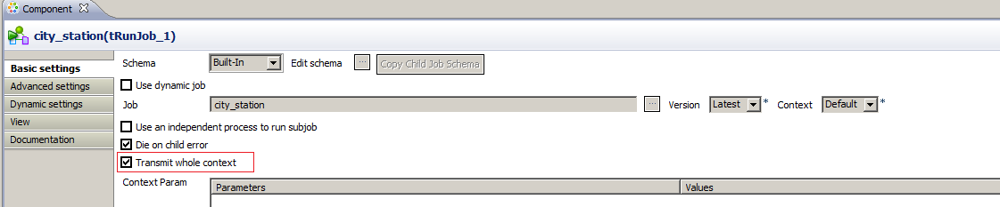 Component
city_station(tRunJob_1)
Basic settings
Advanced settings
Dynamic settings
View
Documentation
Schema Built-In Edit schema ... Copy Child Job Schema
Use dynamic job
Job city_station ... Version Latest * Context Default *
Use an independent process to run subjob
Die on child error
Transmit whole context
Context Param Parameters Values